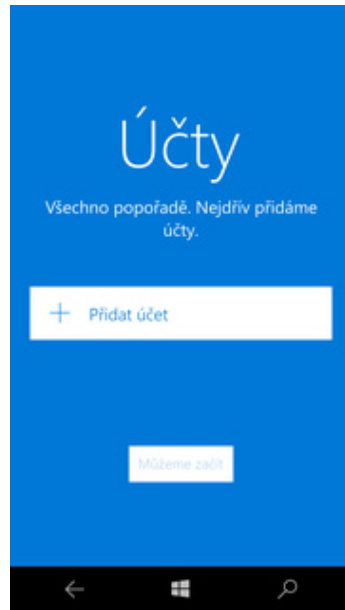 Účty
Všechno popořadě. Nejdřív přidáme
účty.
Přidat účet
Můžeme začít